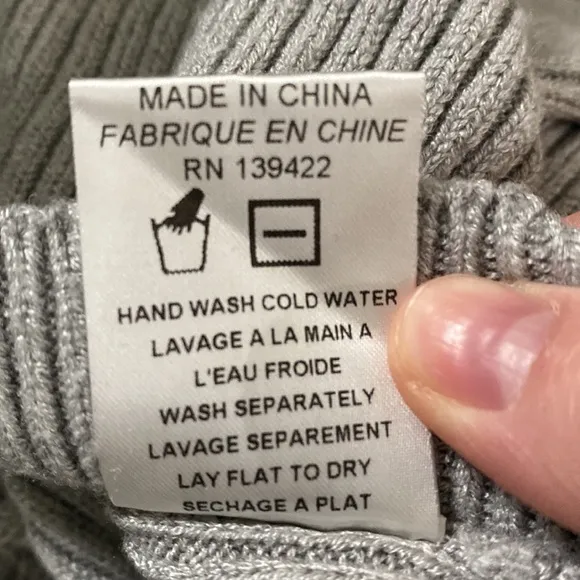 MADE IN CHINA
FABRIQUE EN CHINE
RN 139422
HAND WASH COLD WATER
LAVAGE A LA MAIN A
L'EAU FROIDE
WASH SEPARATELY
LAVAGE SEPAREMENT
LAY FLAT TO DRY
SECHAGE A PLAT